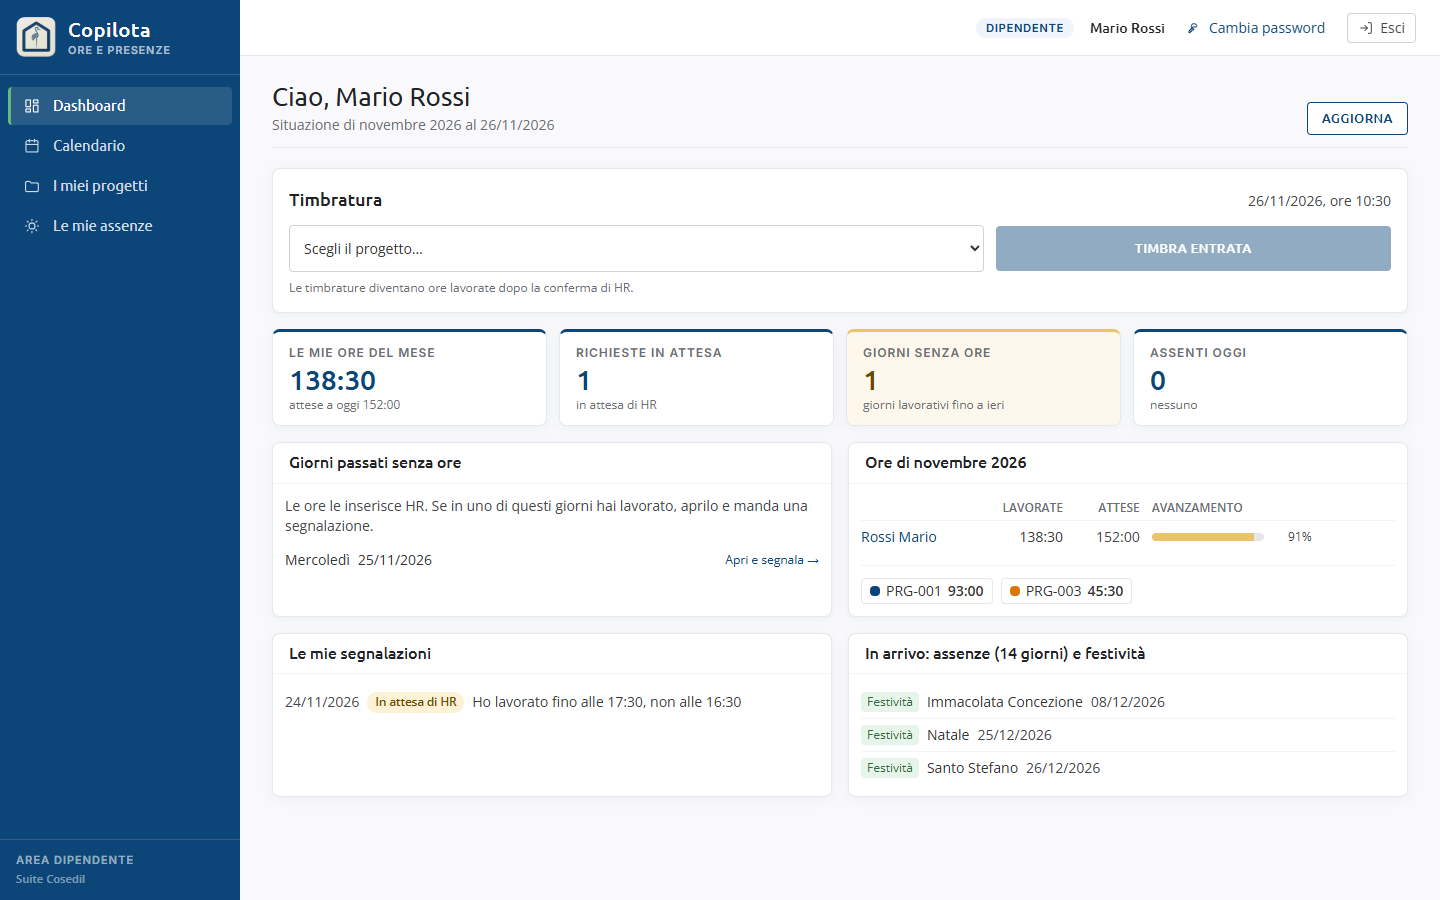 Copilota
ORE E PRESENZE
DIPENDENTE Mario Rossi Cambia password Esci
Dashboard
Calendario
I miei progetti
Le mie assenze
Ciao, Mario Rossi
Situazione di novembre 2026 al 26/11/2026
AGGIORNA
Timbratura
26/11/2026, ore 10:30
Scegli il progetto...
TIMBRA ENTRATA
Le timbrature diventano ore lavorate dopo la conferma di HR.
LE MIE ORE DEL MESE
138:30
attese a oggi 152:00
RICHIESTE IN ATTESA
1
in attesa di HR
GIORNI SENZA ORE
1
giorni lavorativi fino a ieri
ASSENTI OGGI
0
nessuno
Giorni passati senza ore
Le ore le inserisce HR. Se in uno di questi giorni hai lavorato, aprilo e manda una
segnalazione.
Mercoledì 25/11/2026
Apri e segnala →
Ore di novembre 2026
LAVORATE ATTESE AVANZAMENTO
Rossi Mario 138:30 152:00 91%
PRG-001 93:00
PRG-003 45:30
Le mie segnalazioni
24/11/2026 In attesa di HR Ho lavorato fino alle 17:30, non alle 16:30
In arrivo: assenze (14 giorni) e festività
Festività Immacolata Concezione 08/12/2026
Festività Natale 25/12/2026
Festività Santo Stefano 26/12/2026
AREA DIPENDENTE
Suite Cosedil